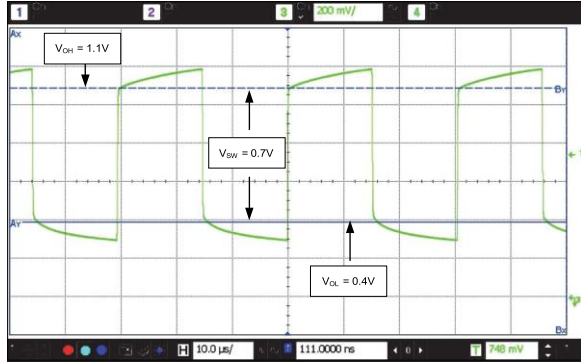 1 2 3 200 mV/ 4
AX
VOH = 1.1V
BY
VSW = 0.7V
AY
VOL = 0.4V
BX
H 10.0 µs/ 111.0000 ns 0 T 748 mV